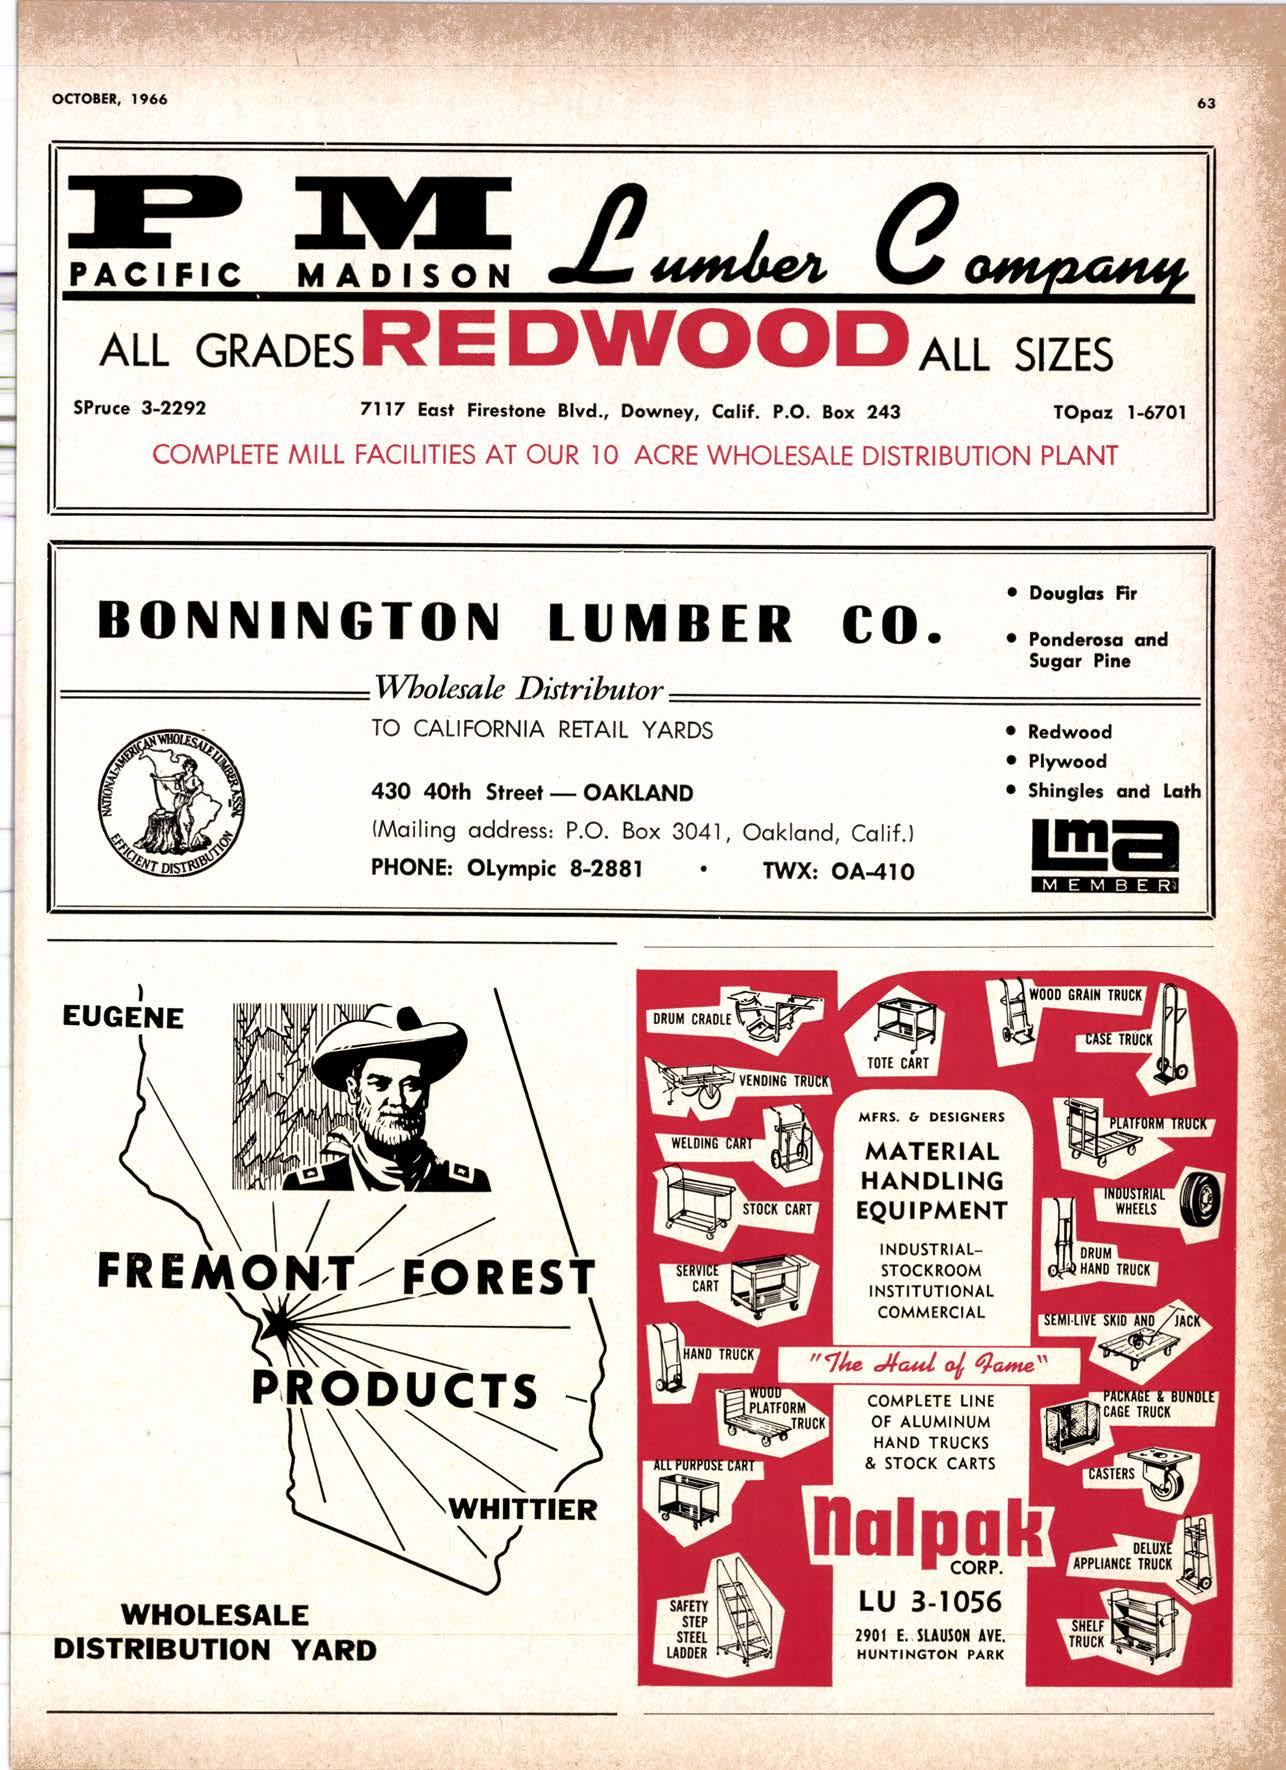 OCTOBER, 1966
63
P M Lumber Company
PACIFIC MADISON
ALL GRADES REDWOOD ALL SIZES
SPruce 3-2292 7117 East Firestone Blvd., Downey, Calif. P.O. Box 243 TOpaz 1-6701
COMPLETE MILL FACILITIES AT OUR 10 ACRE WHOLESALE DISTRIBUTION PLANT
BONNINGTON LUMBER CO.
Wholesale Distributor
TO CALIFORNIA RETAIL YARDS
430 40th Street — OAKLAND
(Mailing address: P.O. Box 3041, Oakland, Calif.)
PHONE: OLympic 8-2881 • TWX: OA-410
NATIONAL-AMERICAN WHOLESALE LUMBER ASSN.
EFFICIENT DISTRIBUTION
• Douglas Fir
• Ponderosa and
Sugar Pine
• Redwood
• Plywood
• Shingles and Lath
Lma
MEMBER
EUGENE
FREMONT FOREST
PRODUCTS
WHITTIER
WHOLESALE
DISTRIBUTION YARD
DRUM CRADLE
VENDING TRUCK
WELDING CART
STOCK CART
SERVICE
CART
HAND TRUCK
WOOD
PLATFORM
TRUCK
ALL PURPOSE CART
SAFETY
STEP
STEEL
LADDER
TOTE CART
MFRS. & DESIGNERS
MATERIAL
HANDLING
EQUIPMENT
INDUSTRIAL–
STOCKROOM
INSTITUTIONAL
COMMERCIAL
"The Haul of Fame"
COMPLETE LINE
OF ALUMINUM
HAND TRUCKS
& STOCK CARTS
Nalpak
CORP.
LU 3-1056
2901 E. SLAUSON AVE.
HUNTINGTON PARK
WOOD GRAIN TRUCK
CASE TRUCK
PLATFORM TRUCK
INDUSTRIAL
WHEELS
DRUM
HAND TRUCK
SEMI-LIVE SKID AND JACK
PACKAGE & BUNDLE
CAGE TRUCK
CASTERS
DELUXE
APPLIANCE TRUCK
SHELF
TRUCK